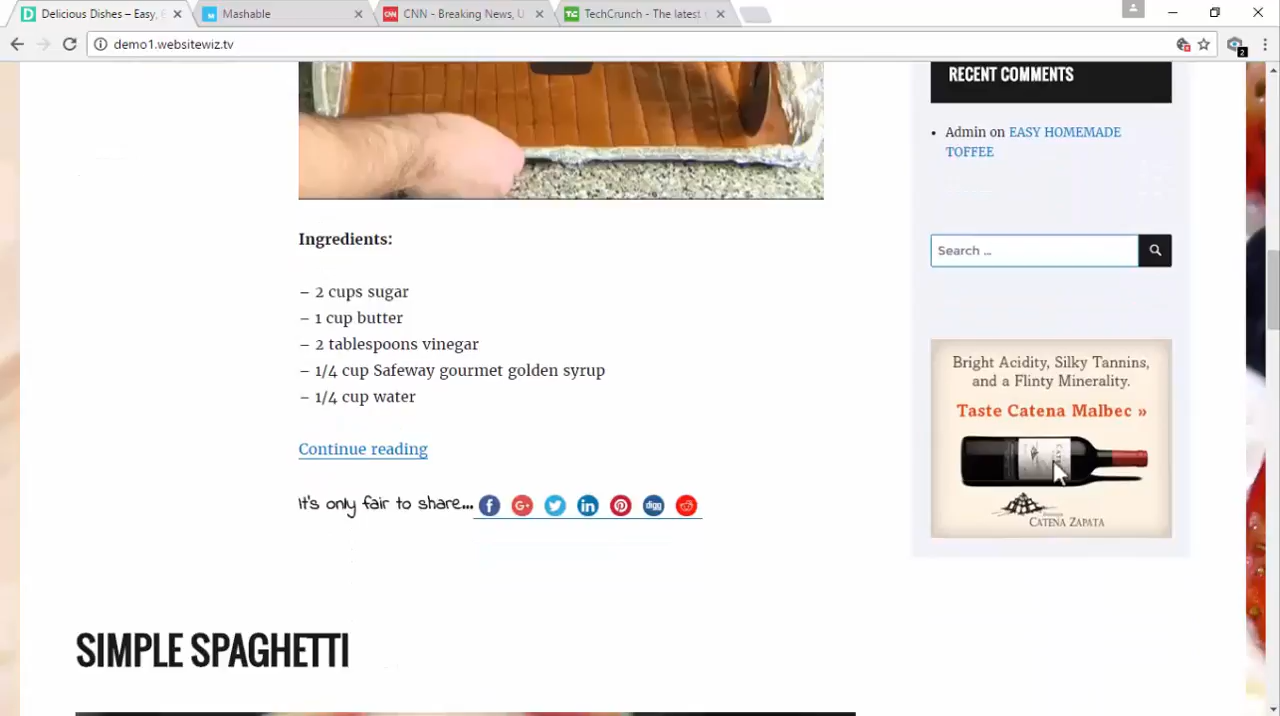 Delicious Dishes – Easy,
Mashable
CNN - Breaking News, U
TechCrunch - The latest
demo1.websitewiz.tv
2
RECENT COMMENTS
Admin on EASY HOMEMADE
TOFFEE
Search ...
Ingredients:
– 2 cups sugar
– 1 cup butter
– 2 tablespoons vinegar
– 1/4 cup Safeway gourmet golden syrup
– 1/4 cup water
Continue reading
It's only fair to share...
digg
Bright Acidity, Silky Tannins,
and a Flinty Minerality.
Taste Catena Malbec »
CATENA ZAPATA
SIMPLE SPAGHETTI